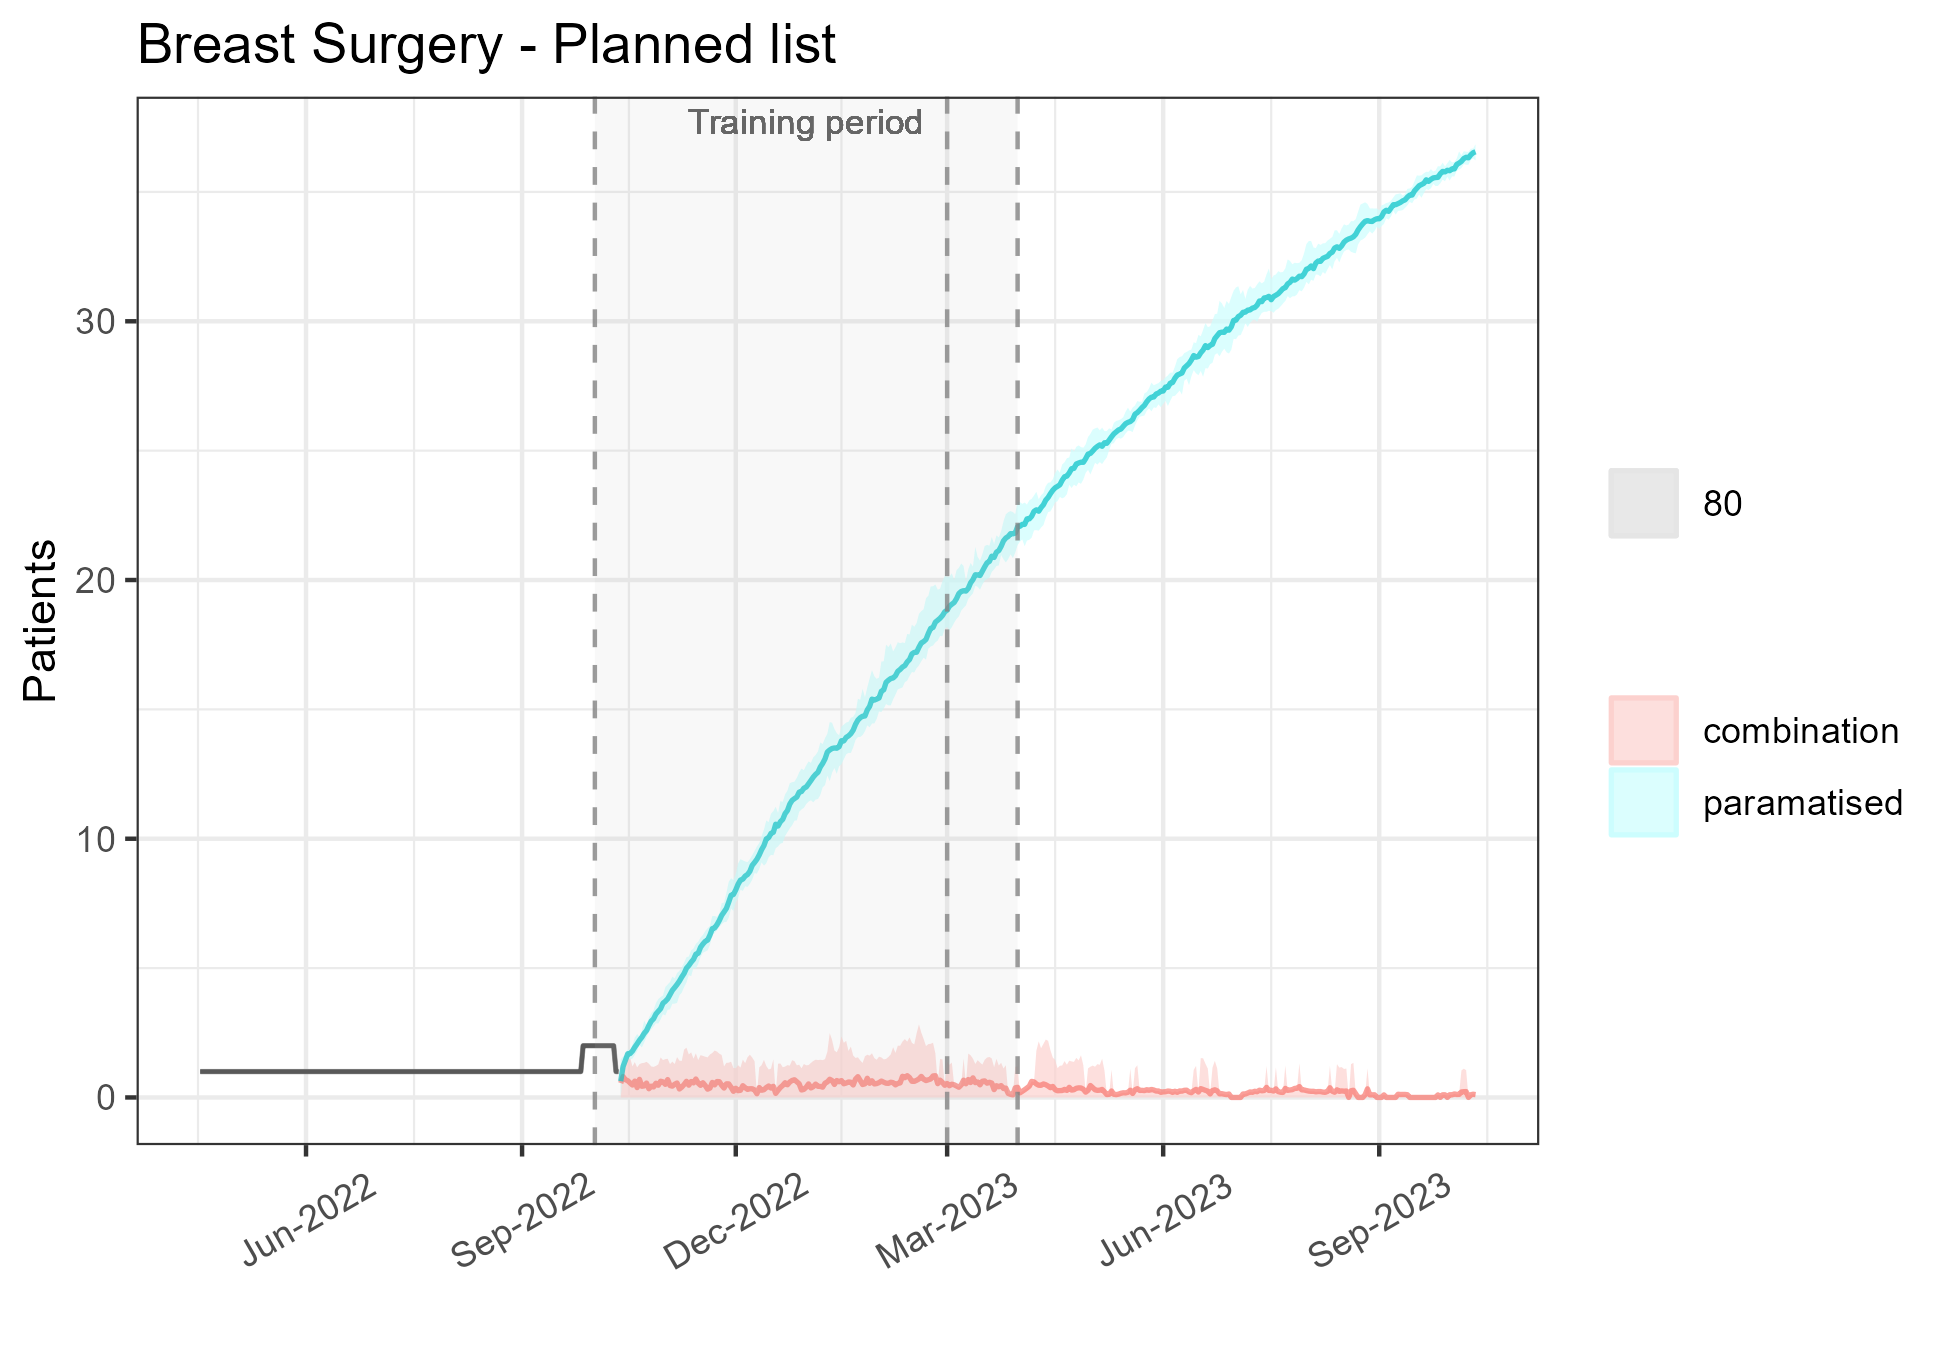 Breast Surgery - Planned list
Training period
Patients
30
20
10
0
Jun-2022
Sep-2022
Dec-2022
Mar-2023
Jun-2023
Sep-2023
80
combination
paramatised